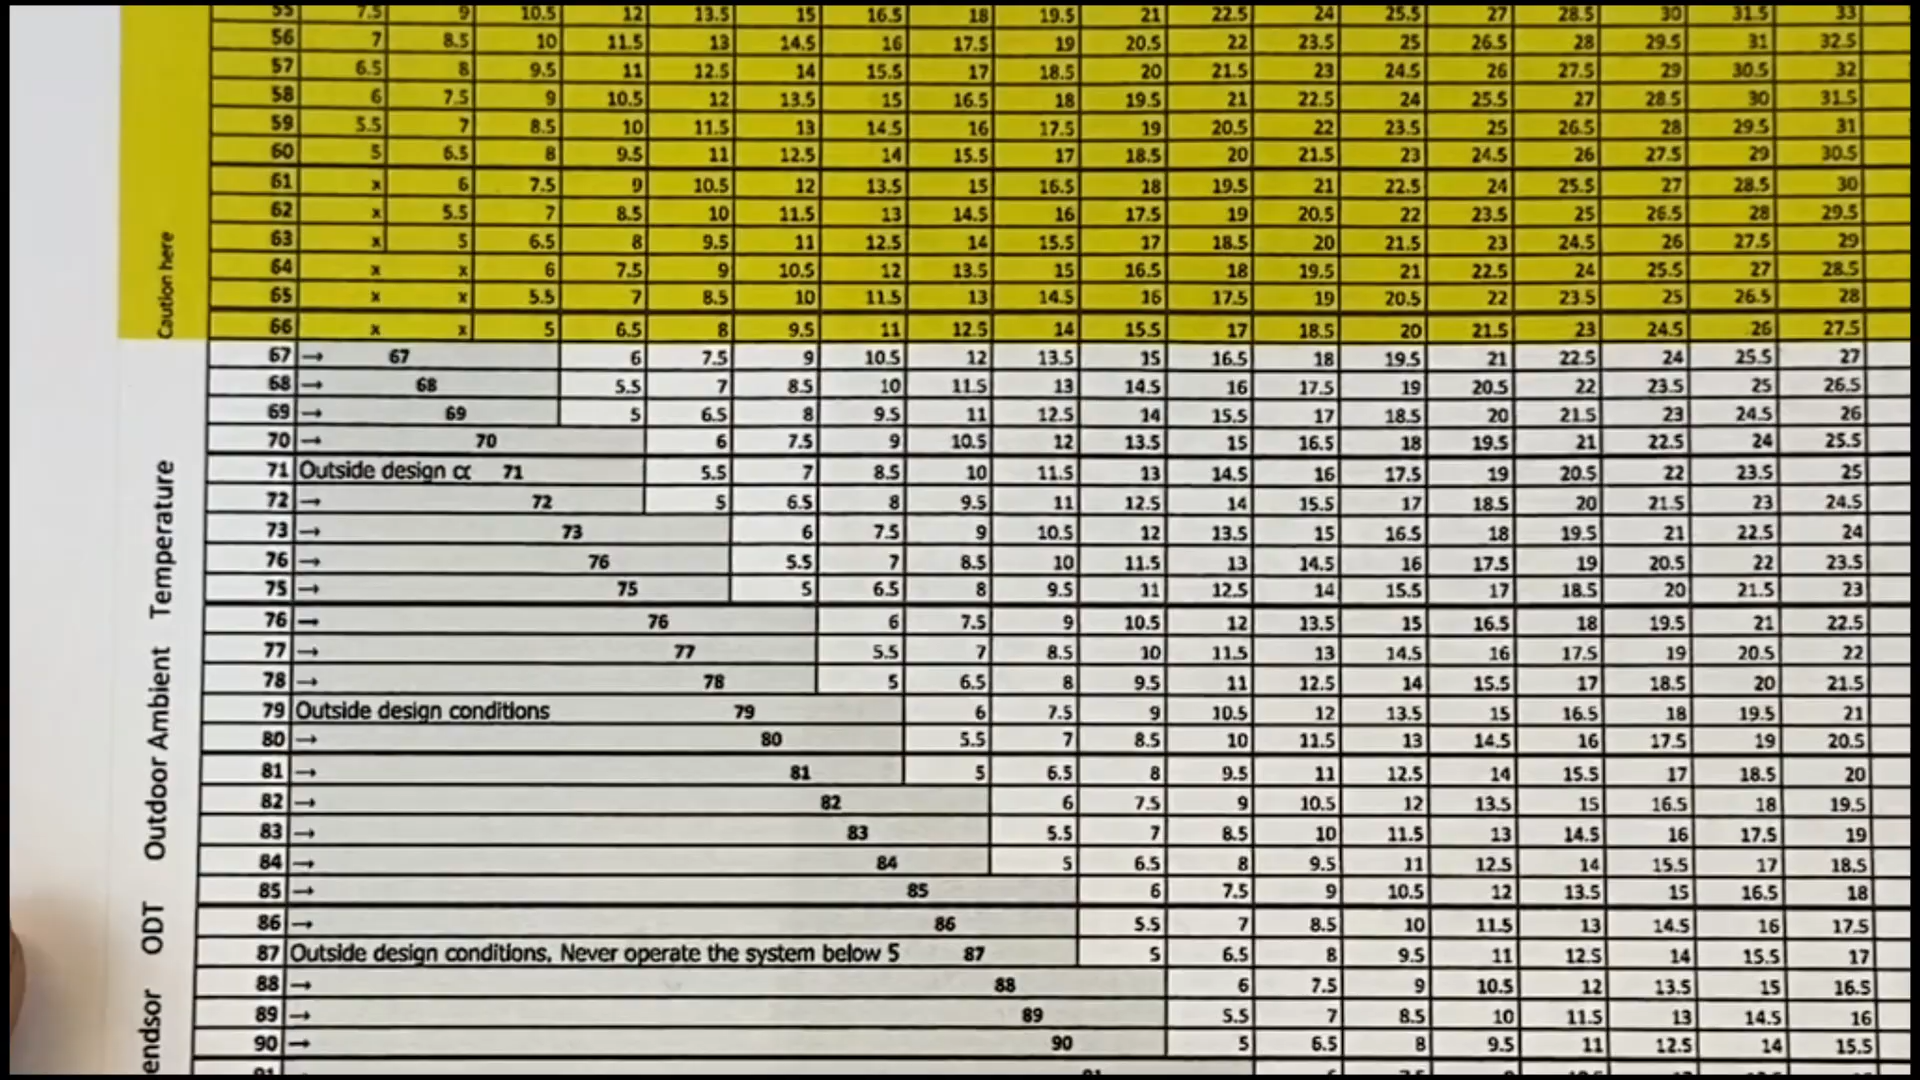 55 7.5 9 10.5 12 13.5 15 16.5 18 19.5 21 22.5 24 25.5 27 28.5 30 31.5 33
56 7 8.5 10 11.5 13 14.5 16 17.5 19 20.5 22 23.5 25 26.5 28 29.5 31 32.5
57 6.5 8 9.5 11 12.5 14 15.5 17 18.5 20 21.5 23 24.5 26 27.5 29 30.5 32
58 6 7.5 9 10.5 12 13.5 15 16.5 18 19.5 21 22.5 24 25.5 27 28.5 30 31.5
59 5.5 7 8.5 10 11.5 13 14.5 16 17.5 19 20.5 22 23.5 25 26.5 28 29.5 31
60 5 6.5 8 9.5 11 12.5 14 15.5 17 18.5 20 21.5 23 24.5 26 27.5 29 30.5
61 x 6 7.5 9 10.5 12 13.5 15 16.5 18 19.5 21 22.5 24 25.5 27 28.5 30
62 x 5.5 7 8.5 10 11.5 13 14.5 16 17.5 19 20.5 22 23.5 25 26.5 28 29.5
63 x 5 6.5 8 9.5 11 12.5 14 15.5 17 18.5 20 21.5 23 24.5 26 27.5 29
64 x x 6 7.5 9 10.5 12 13.5 15 16.5 18 19.5 21 22.5 24 25.5 27 28.5
65 x x 5.5 7 8.5 10 11.5 13 14.5 16 17.5 19 20.5 22 23.5 25 26.5 28
66 x x 5 6.5 8 9.5 11 12.5 14 15.5 17 18.5 20 21.5 23 24.5 26 27.5
Caution here
67 → 67 6 7.5 9 10.5 12 13.5 15 16.5 18 19.5 21 22.5 24 25.5 27
68 → 68 5.5 7 8.5 10 11.5 13 14.5 16 17.5 19 20.5 22 23.5 25 26.5
69 → 69 5 6.5 8 9.5 11 12.5 14 15.5 17 18.5 20 21.5 23 24.5 26
70 → 70 6 7.5 9 10.5 12 13.5 15 16.5 18 19.5 21 22.5 24 25.5
71 Outside design cc 71 5.5 7 8.5 10 11.5 13 14.5 16 17.5 19 20.5 22 23.5 25
72 → 72 5 6.5 8 9.5 11 12.5 14 15.5 17 18.5 20 21.5 23 24.5
73 → 73 6 7.5 9 10.5 12 13.5 15 16.5 18 19.5 21 22.5 24
76 → 76 5.5 7 8.5 10 11.5 13 14.5 16 17.5 19 20.5 22 23.5
75 → 75 5 6.5 8 9.5 11 12.5 14 15.5 17 18.5 20 21.5 23
76 → 76 6 7.5 9 10.5 12 13.5 15 16.5 18 19.5 21 22.5
77 → 77 5.5 7 8.5 10 11.5 13 14.5 16 17.5 19 20.5 22
78 → 78 5 6.5 8 9.5 11 12.5 14 15.5 17 18.5 20 21.5
79 Outside design conditions 79 6 7.5 9 10.5 12 13.5 15 16.5 18 19.5 21
80 → 80 5.5 7 8.5 10 11.5 13 14.5 16 17.5 19 20.5
81 → 81 5 6.5 8 9.5 11 12.5 14 15.5 17 18.5 20
82 → 82 6 7.5 9 10.5 12 13.5 15 16.5 18 19.5
83 → 83 5.5 7 8.5 10 11.5 13 14.5 16 17.5 19
84 → 84 5 6.5 8 9.5 11 12.5 14 15.5 17 18.5
85 → 85 6 7.5 9 10.5 12 13.5 15 16.5 18
86 → 86 5.5 7 8.5 10 11.5 13 14.5 16 17.5
87 Outside design conditions, Never operate the system below 5 87 5 6.5 8 9.5 11 12.5 14 15.5 17
88 → 88 6 7.5 9 10.5 12 13.5 15 16.5
89 → 89 5.5 7 8.5 10 11.5 13 14.5 16
90 → 90 5 6.5 8 9.5 11 12.5 14 15.5
endsor ODT Outdoor Ambient Temperature